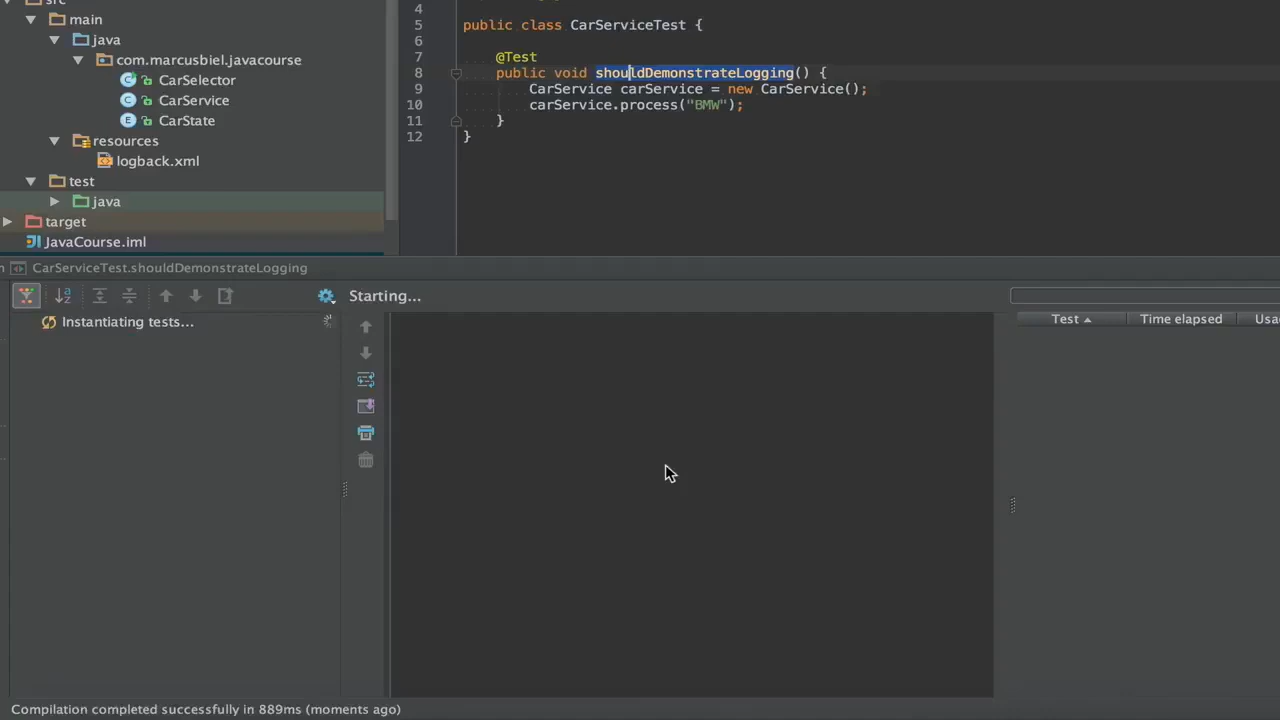 src
main
java
com.marcusbiel.javacourse
CarSelector
CarService
CarState
resources
logback.xml
test
java
target
JavaCourse.iml
4
5 public class CarServiceTest {
6
7 @Test
8 public void shouldDemonstrateLogging() {
9 CarService carService = new CarService();
10 carService.process("BMW");
11 }
12 }
CarServiceTest.shouldDemonstrateLogging
Starting...
Instantiating tests...
Test Time elapsed Usa
Compilation completed successfully in 889ms (moments ago)